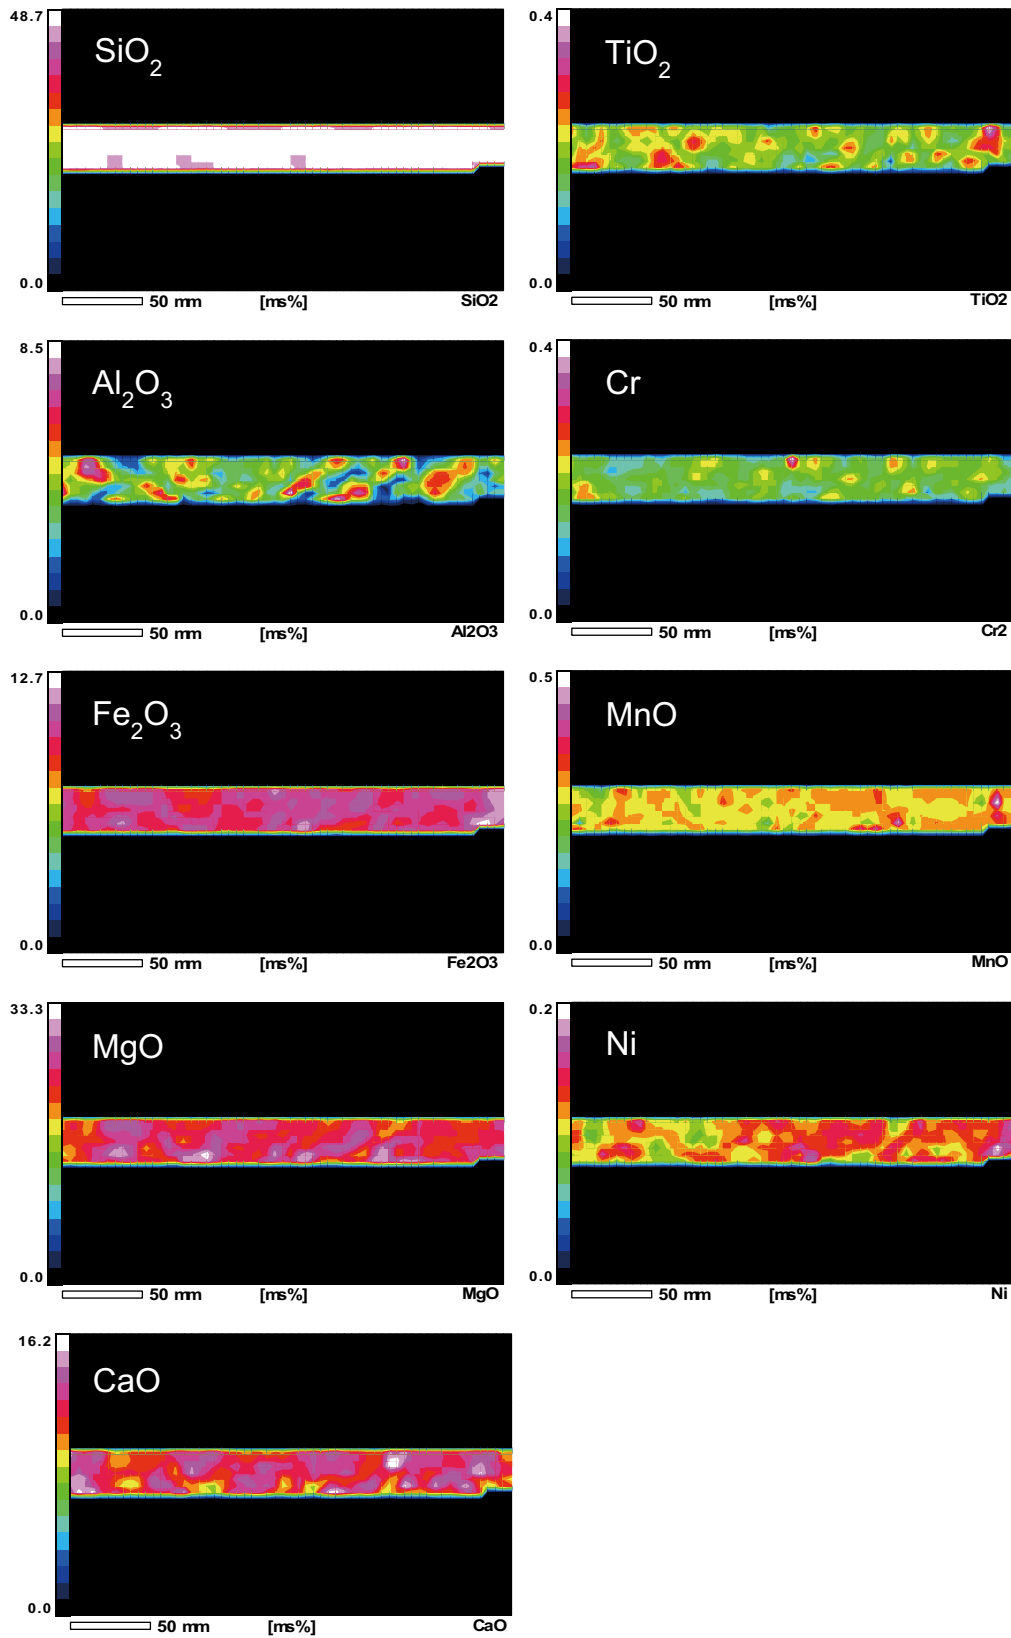 48.7
SiO2
0.0
50 mm [ms%] SiO2
0.4
TiO2
0.0
50 mm [ms%] TiO2
8.5
Al2O3
0.0
50 mm [ms%] Al2O3
0.4
Cr
0.0
50 mm [ms%] Cr2
12.7
Fe2O3
0.0
50 mm [ms%] Fe2O3
0.5
MnO
0.0
50 mm [ms%] MnO
33.3
MgO
0.0
50 mm [ms%] MgO
0.2
Ni
0.0
50 mm [ms%] Ni
16.2
CaO
0.0
50 mm [ms%] CaO